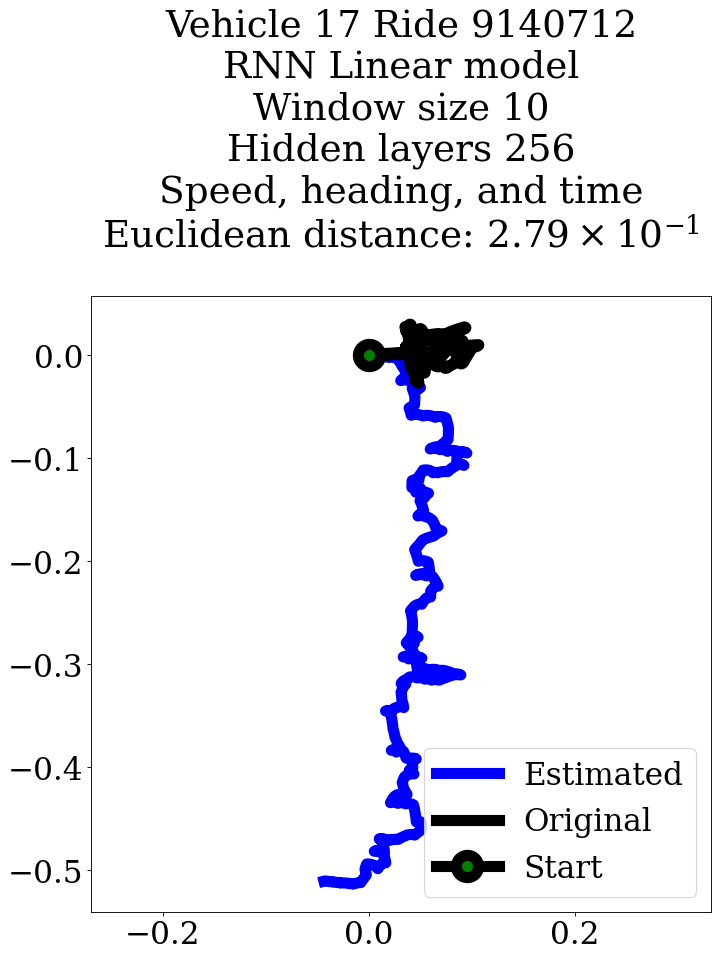 Vehicle 17 Ride 9140712
RNN Linear model
Window size 10
Hidden layers 256
Speed, heading, and time
Euclidean distance: 2.79 × 10⁻¹
0.0
−0.1
−0.2
−0.3
−0.4
−0.5
Estimated
Original
Start
−0.2 0.0 0.2